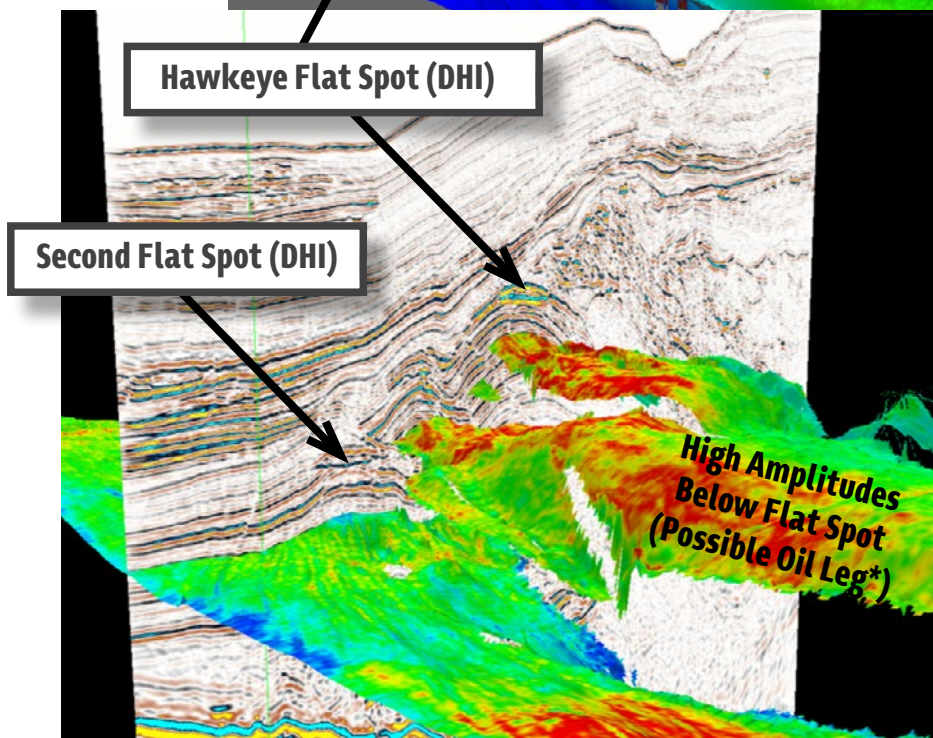 Hawkeye Flat Spot (DHI)
Second Flat Spot (DHI)
High Amplitudes
Below Flat Spot
(Possible Oil Leg*)